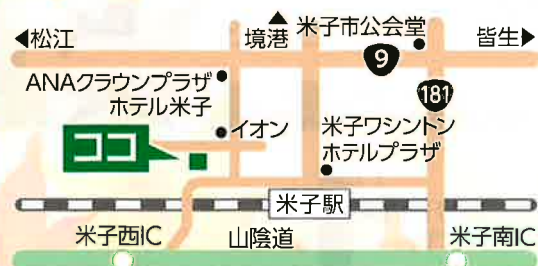 ◀松江
▲
境港
米子市公会堂
皆生▶
9
ANAクラウンプラザ
ホテル米子
181
イオン
米子ワシントン
ホテルプラザ
ココ
米子駅
米子西IC
山陰道
米子南IC